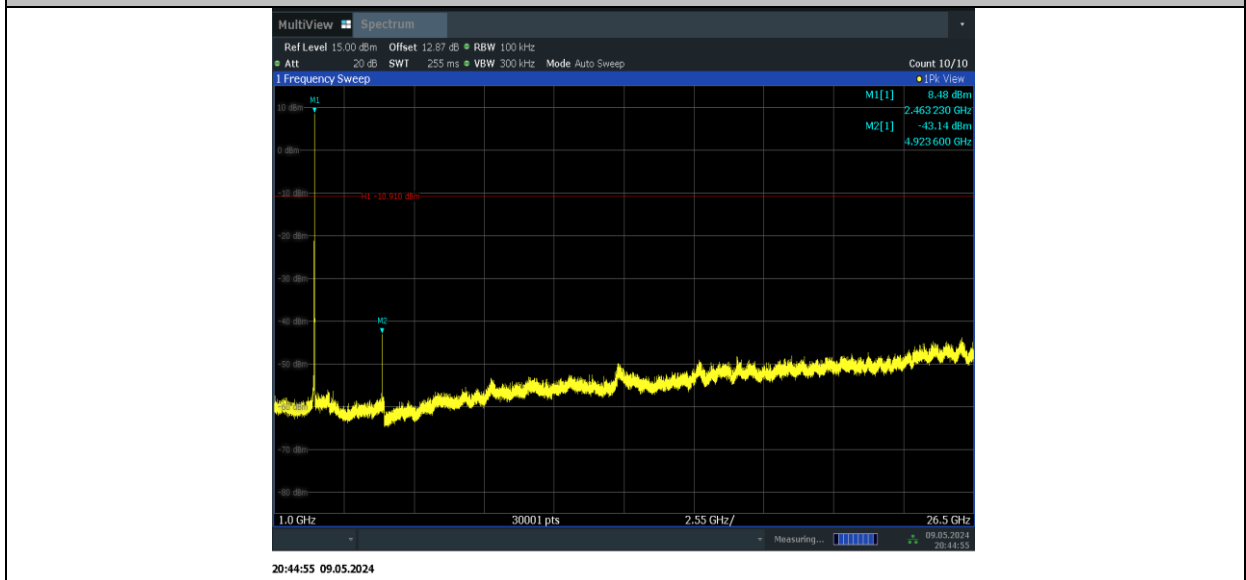 MultiView Spectrum
Ref Level 15.00 dBm Offset 12.87 dB RBW 100 kHz
Att 20 dB SWT 255 ms VBW 300 kHz Mode Auto Sweep Count 10/10
1 Frequency Sweep 1Pk View
M1[1] 8.48 dBm
2.463 230 GHz
M2[1] -43.14 dBm
4.923 600 GHz
M1
10 dBm
0 dBm
-10 dBm
H1 -10.910 dBm
-20 dBm
-30 dBm
-40 dBm
M2
-50 dBm
-60 dBm
-70 dBm
-80 dBm
1.0 GHz 30001 pts 2.55 GHz/ 26.5 GHz
Measuring... 09.05.2024
20:44:55
20:44:55 09.05.2024